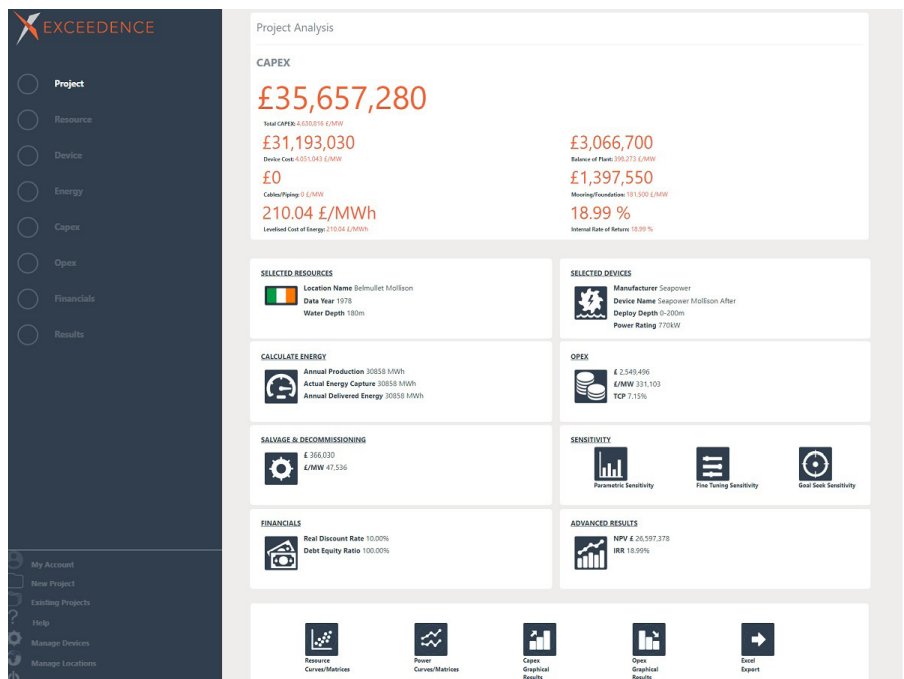 EXCEEDENCE
Project
Resource
Device
Energy
Capex
Opex
Financials
Results
My Account
New Project
Existing Projects
Help
Manage Devices
Manage Locations
Project Analysis
CAPEX
£35,657,280
Total CAPEX: 4,630,816 £/MW
£31,193,030
Device Cost: 4,051,043 £/MW
£3,066,700
Balance of Plant: 398,273 £/MW
£0
Cables/Piping: 0 £/MW
£1,397,550
Mooring/Foundation: 181,500 £/MW
210.04 £/MWh
Levelised Cost of Energy: 210.04 £/MWh
18.99 %
Internal Rate of Return: 18.99 %
SELECTED RESOURCES
Location Name Belmullet Mollison
Data Year 1978
Water Depth 180m
SELECTED DEVICES
Manufacturer Seapower
Device Name Seapower Mollison After
Deploy Depth 0-200m
Power Rating 770kW
CALCULATE ENERGY
Annual Production 30858 MWh
Actual Energy Capture 30858 MWh
Annual Delivered Energy 30858 MWh
OPEX
£ 2,549,496
£/MW 331,103
TCP 7.15%
SALVAGE & DECOMMISSIONING
£ 366,030
£/MW 47,536
SENSITIVITY
Parametric Sensitivity
Fine Tuning Sensitivity
Goal Seek Sensitivity
FINANCIALS
Real Discount Rate 10.00%
Debt Equity Ratio 100.00%
ADVANCED RESULTS
NPV £ 26,597,378
IRR 18.99%
Resource
Curves/Matrices
Power
Curves/Matrices
Capex
Graphical
Results
Opex
Graphical
Results
Excel
Export